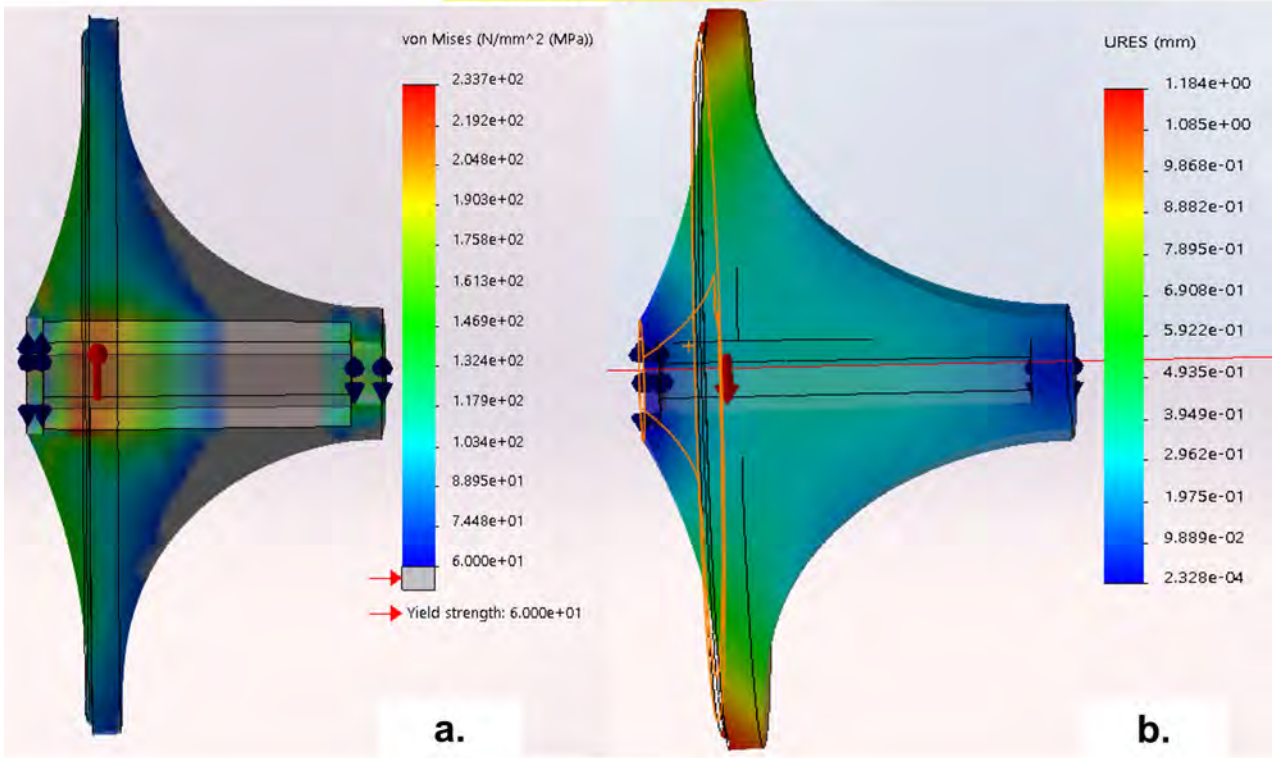 von Mises (N/mm^2 (MPa))
2.337e+02
2.192e+02
2.048e+02
1.903e+02
1.758e+02
1.613e+02
1.469e+02
1.324e+02
1.179e+02
1.034e+02
8.895e+01
7.448e+01
6.000e+01
Yield strength: 6.000e+01
a.
URES (mm)
1.184e+00
1.085e+00
9.868e-01
8.882e-01
7.895e-01
6.908e-01
5.922e-01
4.935e-01
3.949e-01
2.962e-01
1.975e-01
9.889e-02
2.328e-04
b.